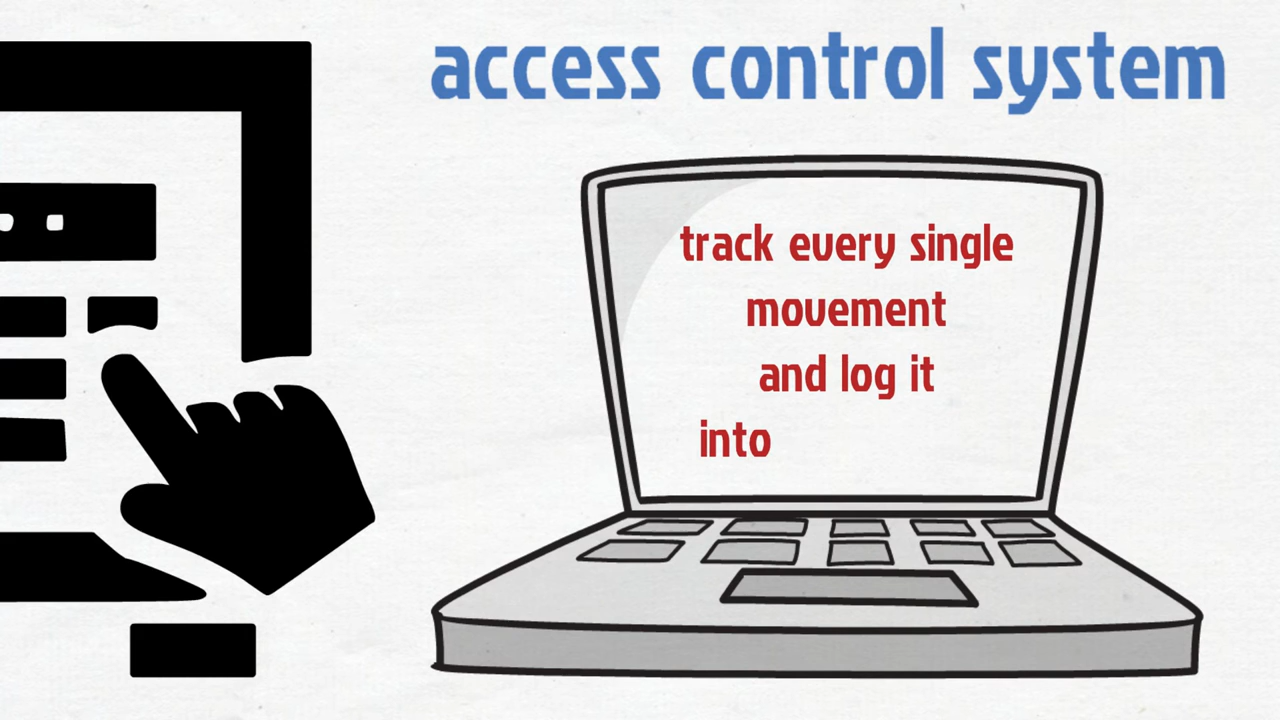 access control system
track every single
movement
and log it
into